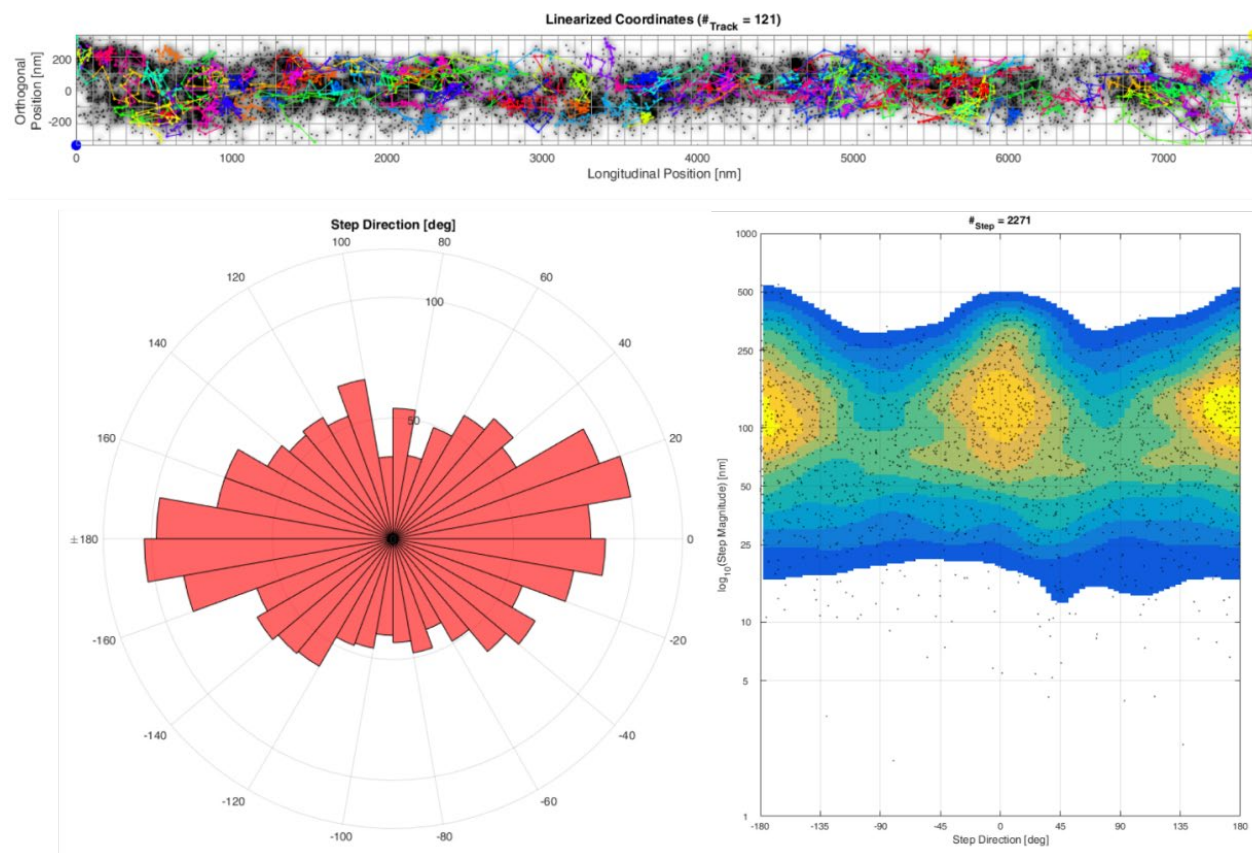 Linearized Coordinates (#Track = 121)
Orthogonal
Position [nm]
200
0
-200
0 1000 2000 3000 4000 5000 6000 7000
Longitudinal Position [nm]
Step Direction [deg]
100 80
120 60
100
140 40
50
160 20
±180 0
-160 -20
-140 -40
-120 -60
-100 -80
#Step = 2271
log10(Step Magnitude) [nm]
1000
500
250
100
50
25
10
5
1
-180 -135 -90 -45 0 45 90 135 180
Step Direction [deg]